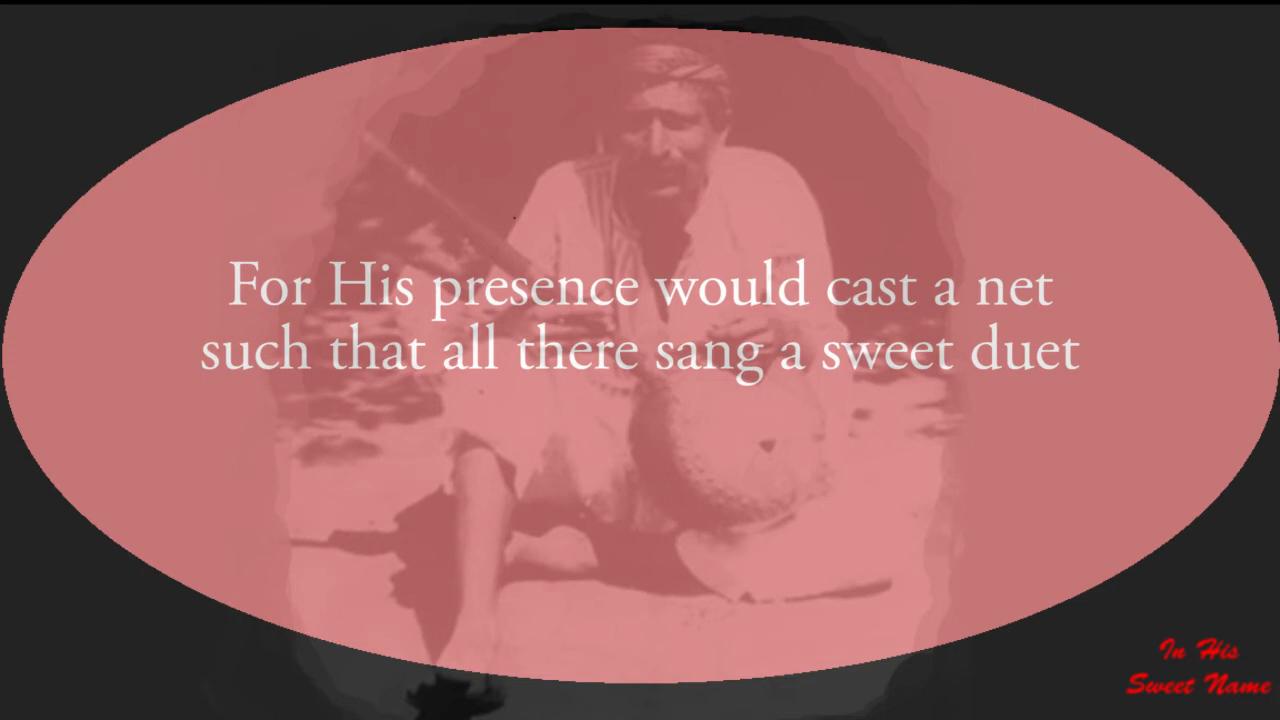 For His presence would cast a net
such that all there sang a sweet duet
In His
Sweet Name